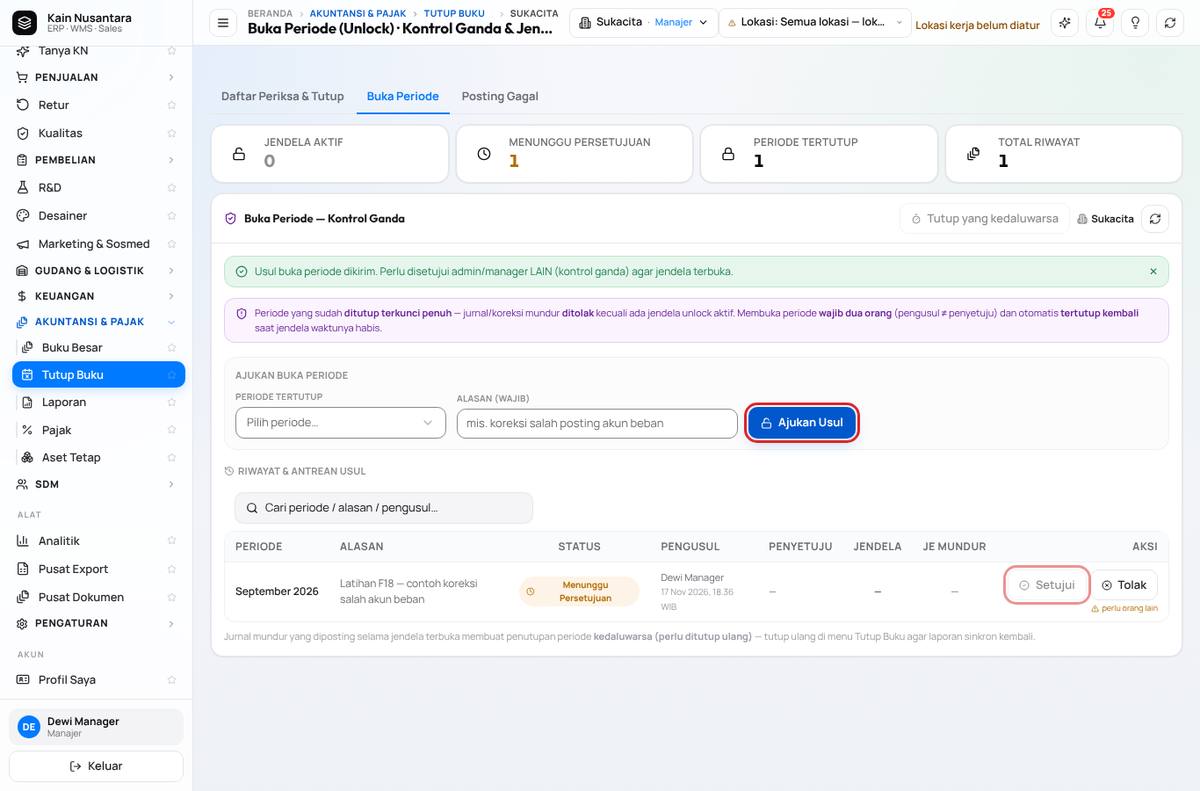 Kain Nusantara
ERP · WMS · Sales
Tanya KN
PENJUALAN
Retur
Kualitas
PEMBELIAN
R&D
Desainer
Marketing & Sosmed
GUDANG & LOGISTIK
KEUANGAN
AKUNTANSI & PAJAK
Buku Besar
Tutup Buku
Laporan
Pajak
Aset Tetap
SDM
ALAT
Analitik
Pusat Export
Pusat Dokumen
PENGATURAN
AKUN
Profil Saya
DE
Dewi Manager
Manajer
Keluar
BERANDA > AKUNTANSI & PAJAK > TUTUP BUKU > SUKACITA
Buka Periode (Unlock) · Kontrol Ganda & Jen...
Sukacita · Manajer
Lokasi: Semua lokasi — lok...
Lokasi kerja belum diatur
25
Daftar Periksa & Tutup
Buka Periode
Posting Gagal
JENDELA AKTIF
0
MENUNGGU PERSETUJUAN
1
PERIODE TERTUTUP
1
TOTAL RIWAYAT
1
Buka Periode — Kontrol Ganda
Tutup yang kedaluwarsa
Sukacita
Usul buka periode dikirim. Perlu disetujui admin/manager LAIN (kontrol ganda) agar jendela terbuka.
Periode yang sudah ditutup terkunci penuh — jurnal/koreksi mundur ditolak kecuali ada jendela unlock aktif. Membuka periode wajib dua orang (pengusul ≠ penyetuju) dan otomatis tertutup kembali
saat jendela waktunya habis.
AJUKAN BUKA PERIODE
PERIODE TERTUTUP
Pilih periode...
ALASAN (WAJIB)
mis. koreksi salah posting akun beban
Ajukan Usul
RIWAYAT & ANTREAN USUL
Cari periode / alasan / pengusul...
PERIODE ALASAN STATUS PENGUSUL PENYETUJU JENDELA JE MUNDUR AKSI
September 2026
Latihan F18 — contoh koreksi
salah akun beban
Menunggu
Persetujuan
Dewi Manager
17 Nov 2026, 18.36
WIB
— — —
Setujui
Tolak
perlu orang lain
Jurnal mundur yang diposting selama jendela terbuka membuat penutupan periode kedaluwarsa (perlu ditutup ulang) — tutup ulang di menu Tutup Buku agar laporan sinkron kembali.